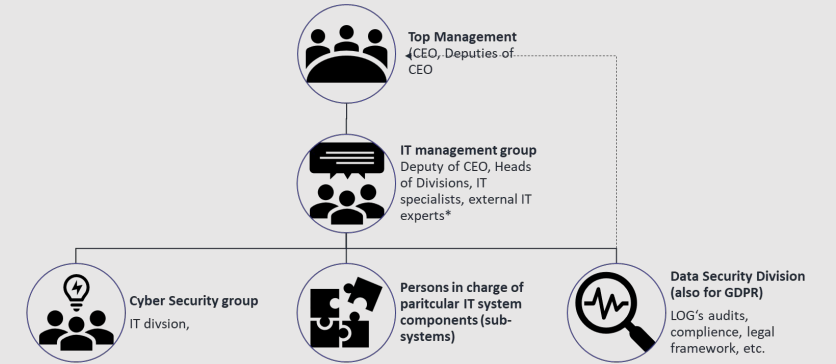 Top Management
(CEO, Deputies of
CEO
IT management group
Deputy of CEO, Heads
of Divisions, IT
specialists, external IT
experts*
Cyber Security group
IT divsion,
Persons in charge of
paritcular IT system
components (sub-
systems)
Data Security Division
(also for GDPR)
LOG's audits,
complience, legal
framework, etc.